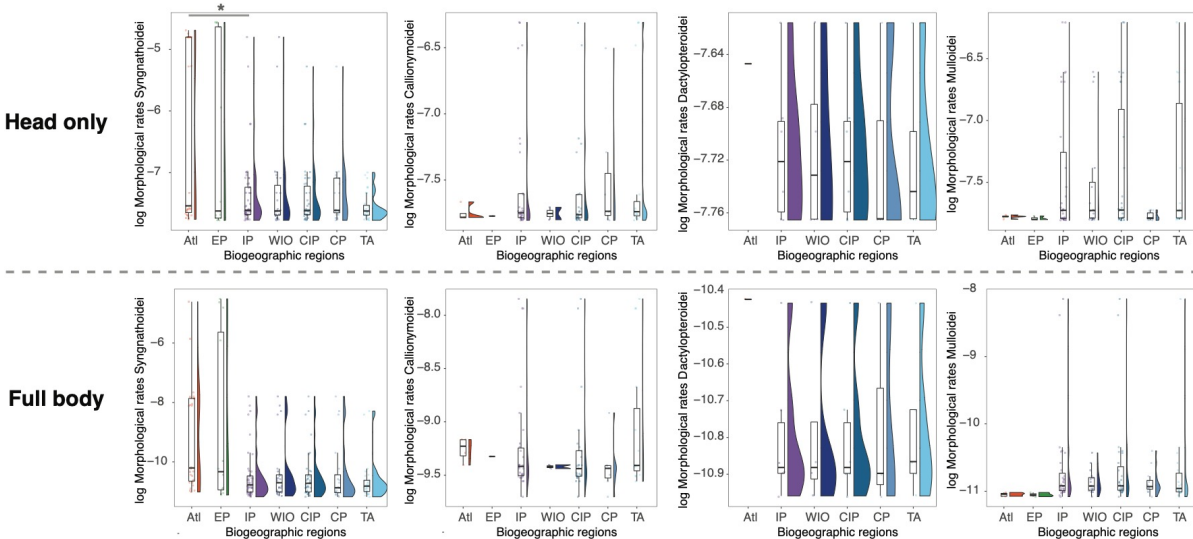 *
Head only
log Morphological rates Syngnathoidei
−5
−6
−7
Atl EP IP WIO CIP CP TA
Biogeographic regions
log Morphological rates Callionymoidei
−6.5
−7.0
−7.5
Atl EP IP WIO CIP CP TA
Biogeographic regions
log Morphological rates Dactylopteroidei
−7.64
−7.68
−7.72
−7.76
Atl IP WIO CIP CP TA
Biogeographic regions
log Morphological rates Mulloidei
−6.5
−7.0
−7.5
Atl EP IP WIO CIP CP TA
Biogeographic regions
Full body
log Morphological rates Syngnathoidei
−6
−8
−10
Atl EP IP WIO CIP CP TA
Biogeographic regions
log Morphological rates Callionymoidei
−8.0
−8.5
−9.0
−9.5
Atl EP IP WIO CIP CP TA
Biogeographic regions
log Morphological rates Dactylopteroidei
−10.4
−10.5
−10.6
−10.7
−10.8
−10.9
Atl IP WIO CIP CP TA
Biogeographic regions
log Morphological rates Mulloidei
−8
−9
−10
−11
Atl EP IP WIO CIP CP TA
Biogeographic regions